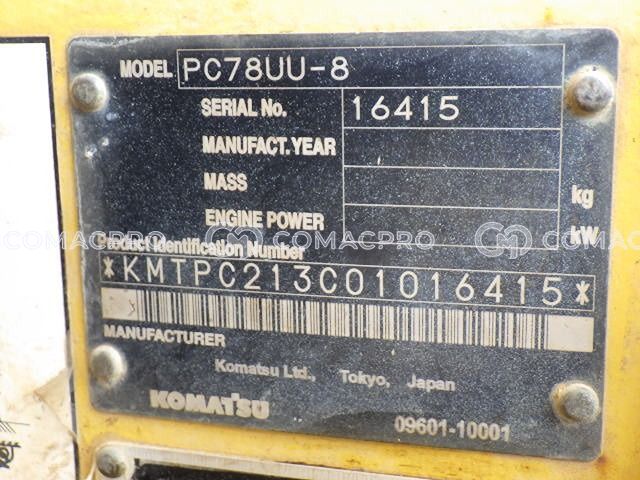 MODEL PC78UU-8
SERIAL No. 16415
MANUFACT. YEAR
MASS kg
ENGINE POWER kW
COMACPRO COMACPRO COMACPRO
Product Identification Number
*KMTPC213C01016415*
MANUFACTURER
Komatsu Ltd., Tokyo, Japan
KOMATSU
09601-10001